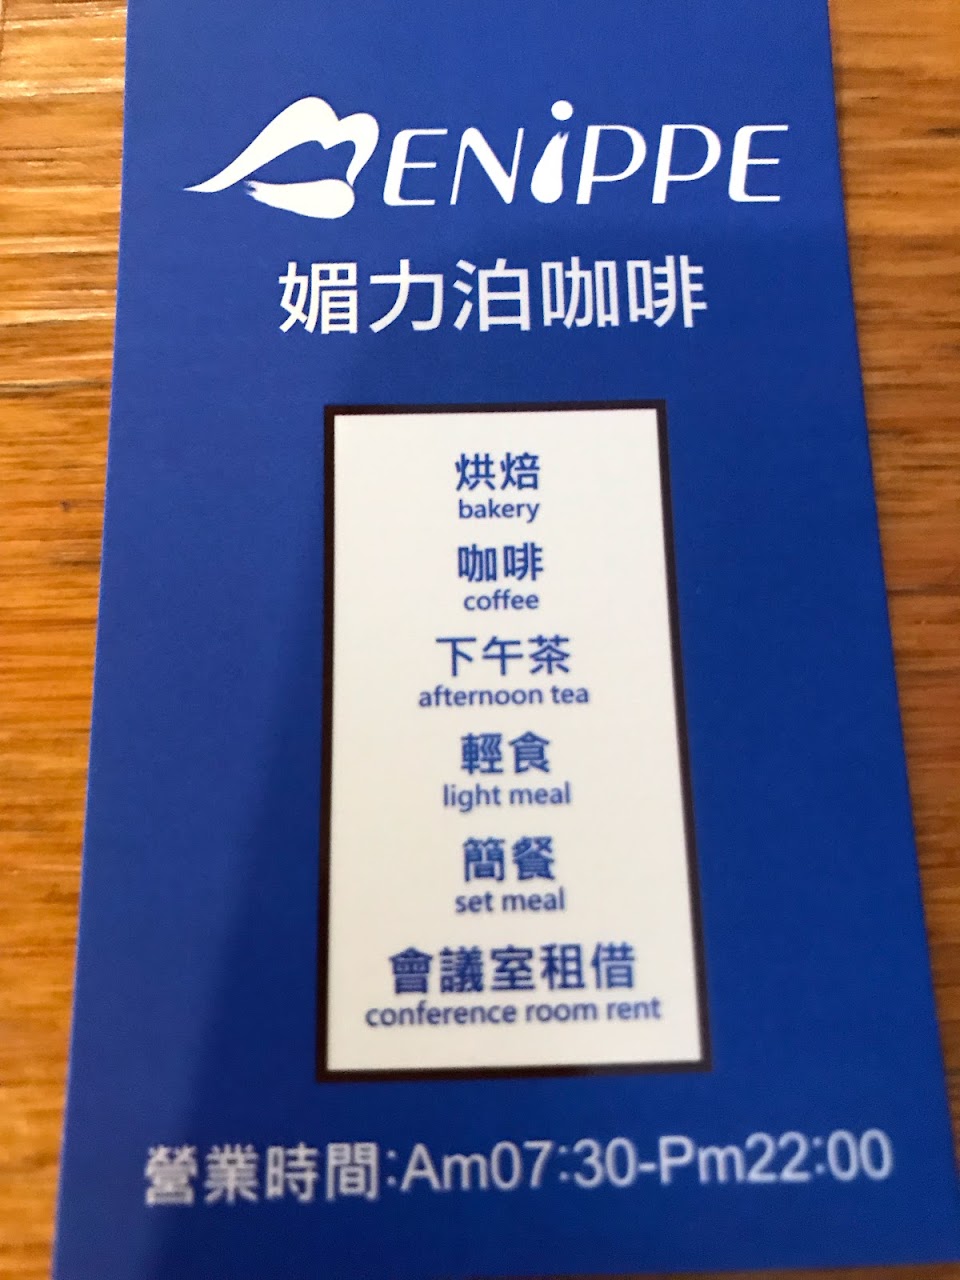 MENiPPE
媚力泊咖啡
烘焙
bakery
咖啡
coffee
下午茶
afternoon tea
輕食
light meal
簡餐
set meal
會議室租借
conference room rent
營業時間:Am07:30-Pm22:00